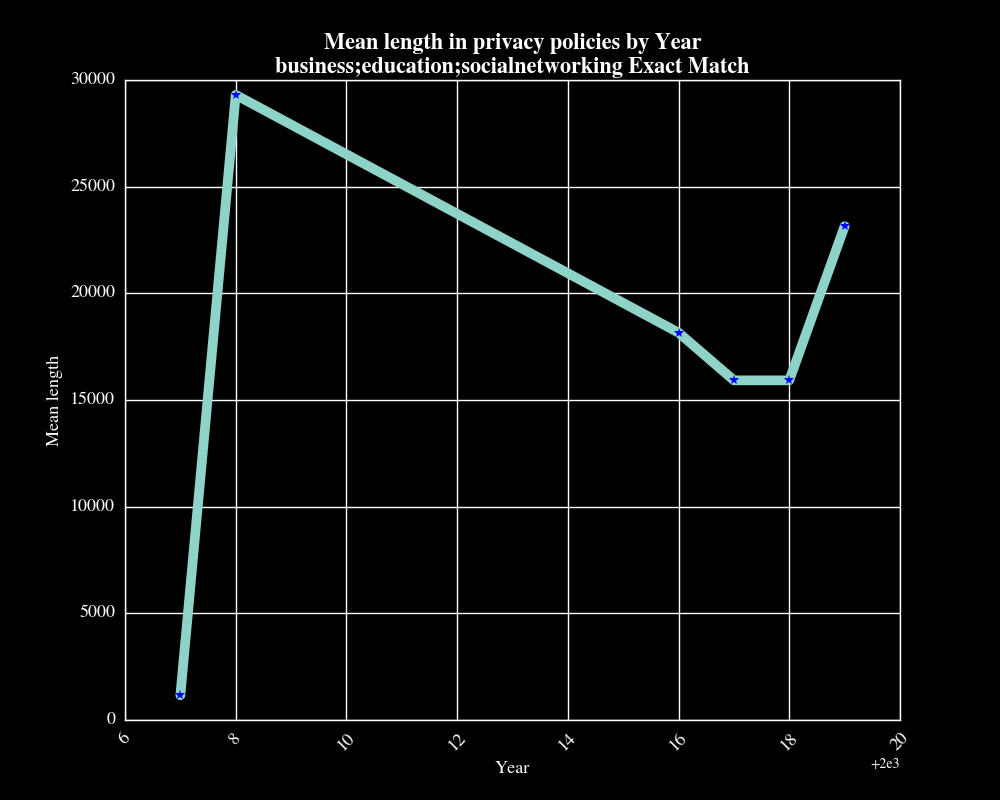 Mean length in privacy policies by Year
business;education;socialnetworking Exact Match
30000
25000
20000
15000
10000
5000
0
Mean length
6 8 10 12 14 16 18 20
Year
+2e3